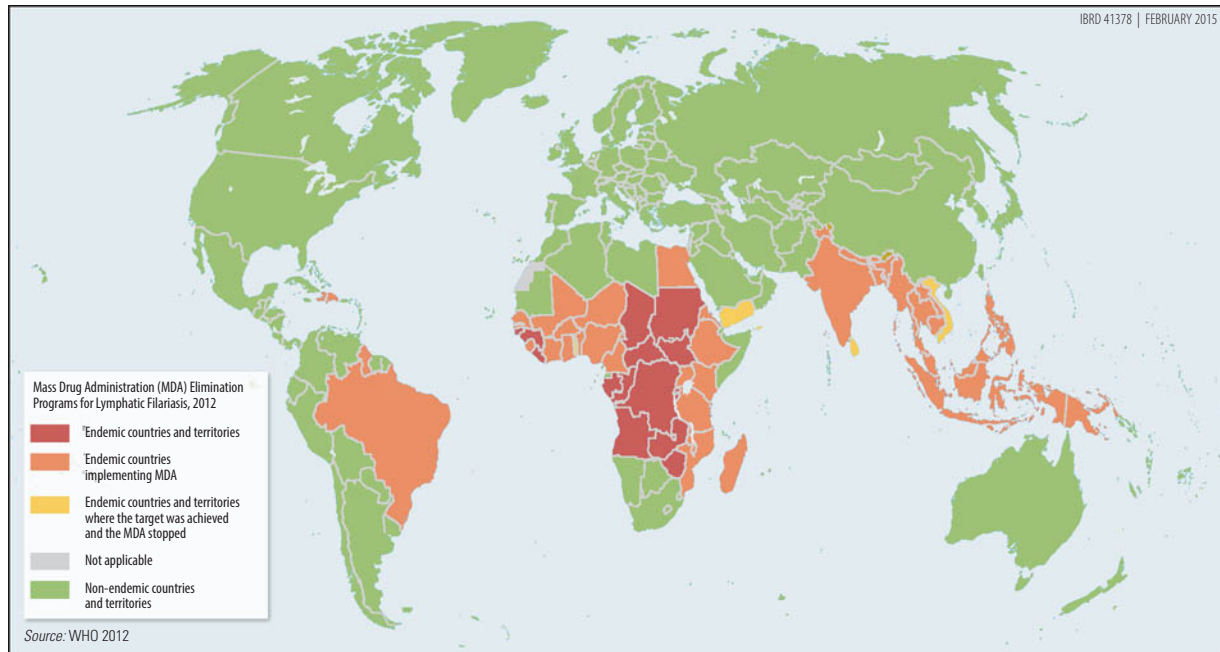 IBRD 41378 | FEBRUARY 2015
Mass Drug Administration (MDA) Elimination
Programs for Lymphatic Filariasis, 2012
Endemic countries and territories
Endemic countries
implementing MDA
Endemic countries and territories
where the target was achieved
and the MDA stopped
Not applicable
Non-endemic countries
and territories
Source: WHO 2012